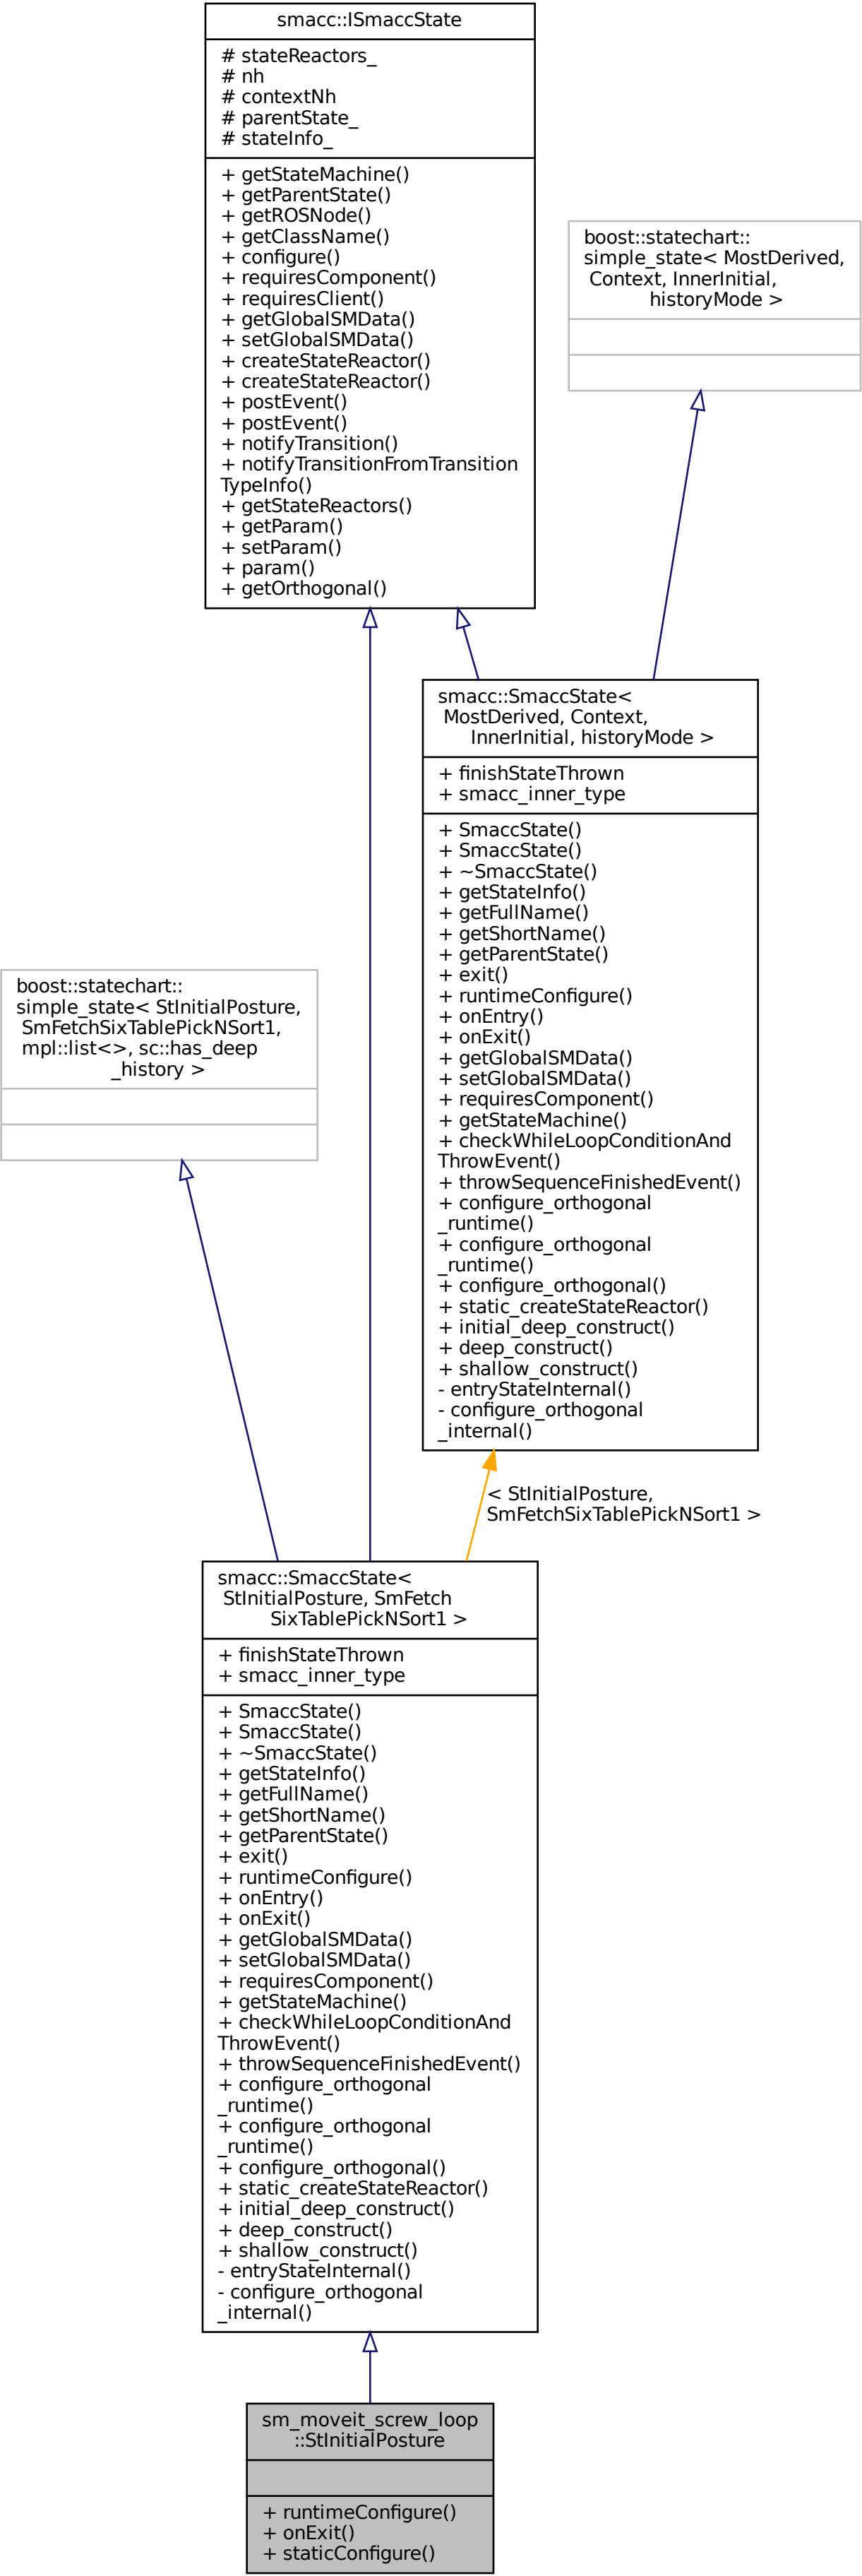 smacc::ISmaccState
# stateReactors_
# nh
# contextNh
# parentState_
# stateInfo_
+ getStateMachine()
+ getParentState()
+ getROSNode()
+ getClassName()
+ configure()
+ requiresComponent()
+ requiresClient()
+ getGlobalSMData()
+ setGlobalSMData()
+ createStateReactor()
+ createStateReactor()
+ postEvent()
+ postEvent()
+ notifyTransition()
+ notifyTransitionFromTransition
TypeInfo()
+ getStateReactors()
+ getParam()
+ setParam()
+ param()
+ getOrthogonal()
boost::statechart::
simple_state< MostDerived,
Context, InnerInitial,
historyMode >
smacc::SmaccState<
MostDerived, Context,
InnerInitial, historyMode >
+ finishStateThrown
+ smacc_inner_type
+ SmaccState()
+ SmaccState()
+ ~SmaccState()
+ getStateInfo()
+ getFullName()
+ getShortName()
+ getParentState()
+ exit()
+ runtimeConfigure()
+ onEntry()
+ onExit()
+ getGlobalSMData()
+ setGlobalSMData()
+ requiresComponent()
+ getStateMachine()
+ checkWhileLoopConditionAnd
ThrowEvent()
+ throwSequenceFinishedEvent()
+ configure_orthogonal
_runtime()
+ configure_orthogonal
_runtime()
+ configure_orthogonal()
+ static_createStateReactor()
+ initial_deep_construct()
+ deep_construct()
+ shallow_construct()
- entryStateInternal()
- configure_orthogonal
_internal()
boost::statechart::
simple_state< StInitialPosture,
SmFetchSixTablePickNSort1,
mpl::list<>, sc::has_deep
_history >
< StInitialPosture,
SmFetchSixTablePickNSort1 >
smacc::SmaccState<
StInitialPosture, SmFetch
SixTablePickNSort1 >
+ finishStateThrown
+ smacc_inner_type
+ SmaccState()
+ SmaccState()
+ ~SmaccState()
+ getStateInfo()
+ getFullName()
+ getShortName()
+ getParentState()
+ exit()
+ runtimeConfigure()
+ onEntry()
+ onExit()
+ getGlobalSMData()
+ setGlobalSMData()
+ requiresComponent()
+ getStateMachine()
+ checkWhileLoopConditionAnd
ThrowEvent()
+ throwSequenceFinishedEvent()
+ configure_orthogonal
_runtime()
+ configure_orthogonal
_runtime()
+ configure_orthogonal()
+ static_createStateReactor()
+ initial_deep_construct()
+ deep_construct()
+ shallow_construct()
- entryStateInternal()
- configure_orthogonal
_internal()
sm_moveit_screw_loop
::StInitialPosture
+ runtimeConfigure()
+ onExit()
+ staticConfigure()